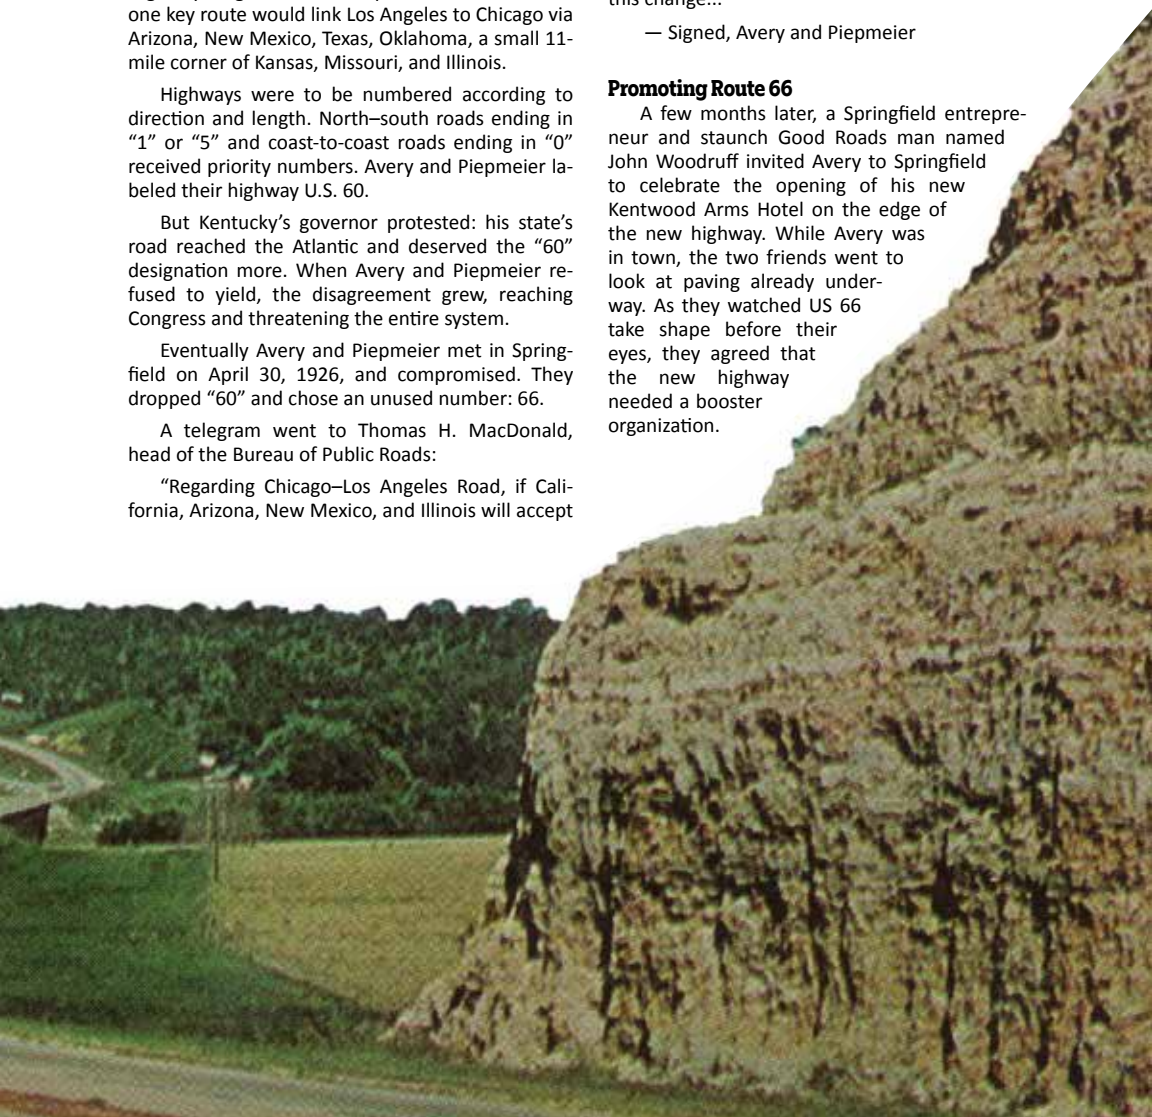 one key route would link Los Angeles to Chicago via
Arizona, New Mexico, Texas, Oklahoma, a small 11-
mile corner of Kansas, Missouri, and Illinois.
Highways were to be numbered according to
direction and length. North–south roads ending in
“1” or “5” and coast-to-coast roads ending in “0”
received priority numbers. Avery and Piepmeier la-
beled their highway U.S. 60.
But Kentucky’s governor protested: his state’s
road reached the Atlantic and deserved the “60”
designation more. When Avery and Piepmeier re-
fused to yield, the disagreement grew, reaching
Congress and threatening the entire system.
Eventually Avery and Piepmeier met in Spring-
field on April 30, 1926, and compromised. They
dropped “60” and chose an unused number: 66.
A telegram went to Thomas H. MacDonald,
head of the Bureau of Public Roads:
“Regarding Chicago–Los Angeles Road, if Cali-
fornia, Arizona, New Mexico, and Illinois will accept
this change...
— Signed, Avery and Piepmeier
Promoting Route 66
A few months later, a Springfield entrepre-
neur and staunch Good Roads man named
John Woodruff invited Avery to Springfield
to celebrate the opening of his new
Kentwood Arms Hotel on the edge of
the new highway. While Avery was
in town, the two friends went to
look at paving already under-
way. As they watched US 66
take shape before their
eyes, they agreed that
the new highway
needed a booster
organization.